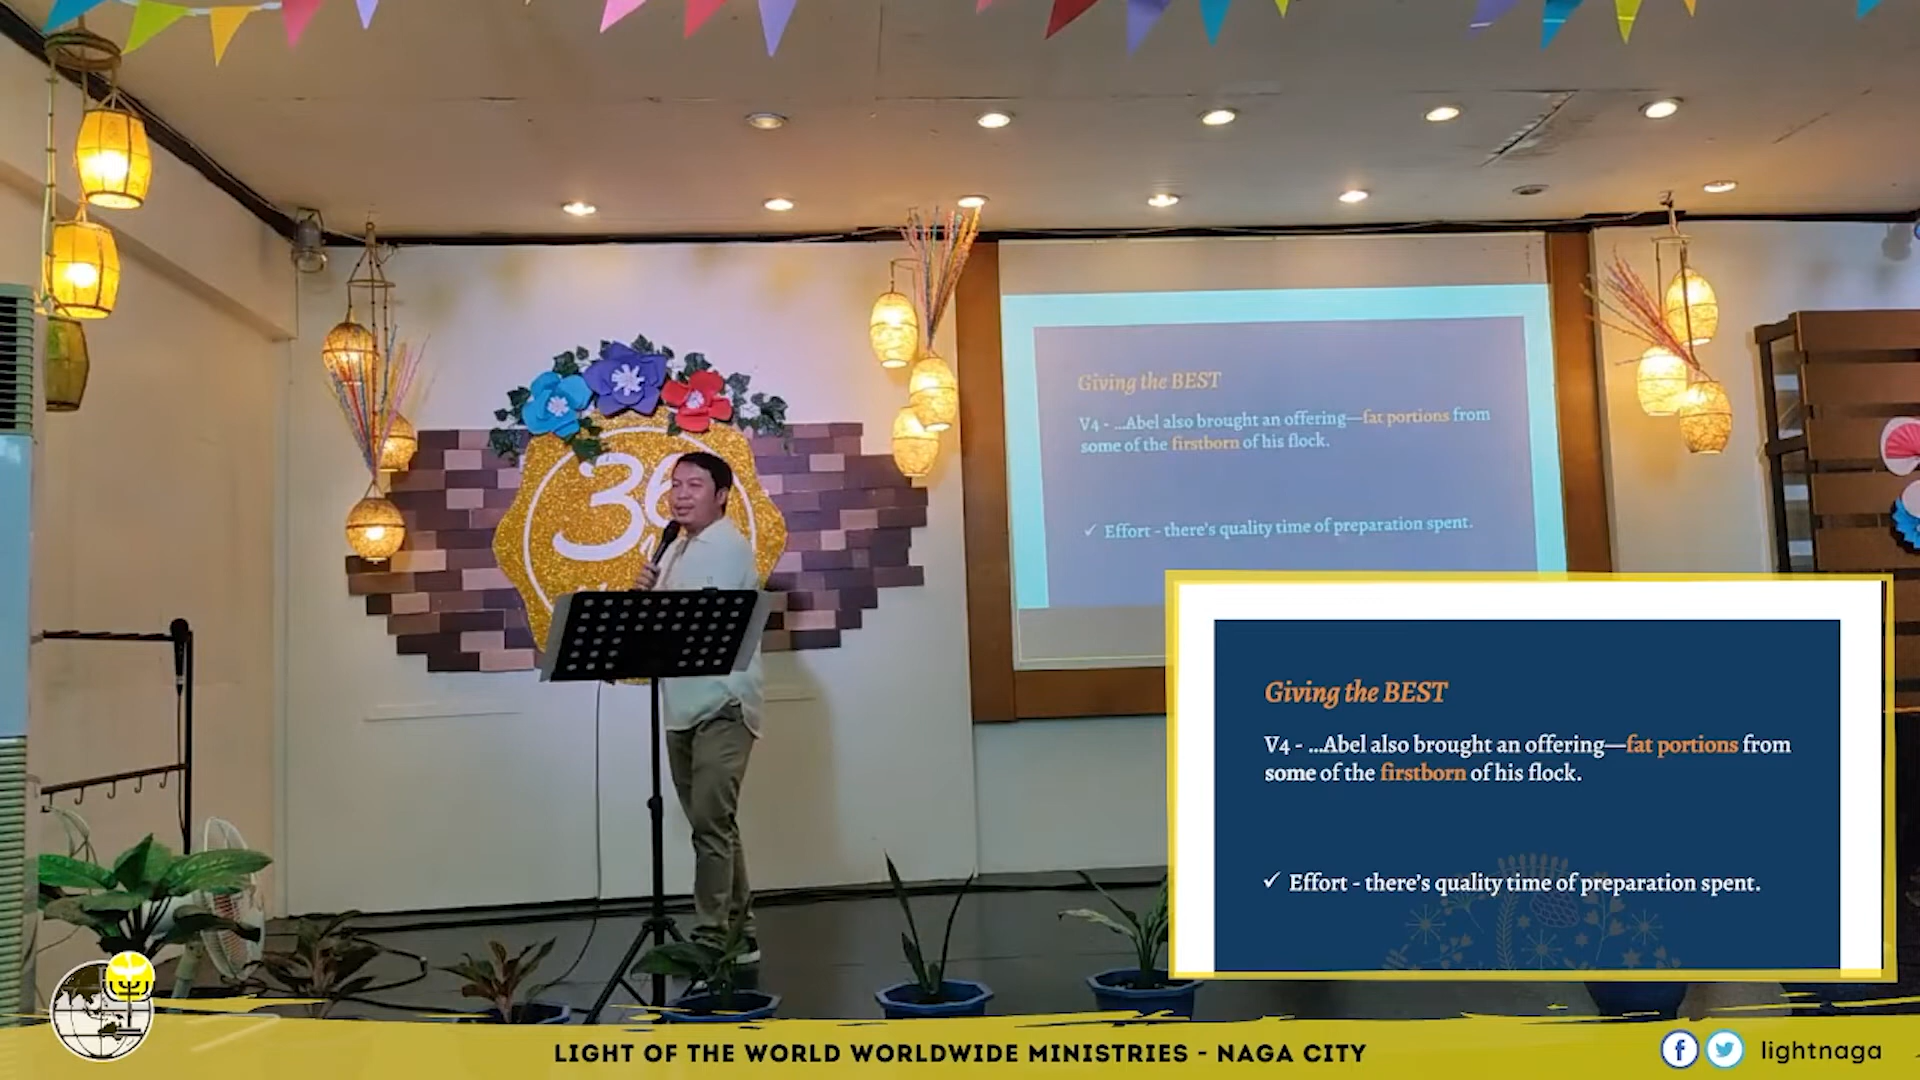 36
Giving the BEST
V4 - ...Abel also brought an offering—fat portions from
some of the firstborn of his flock.
✓ Effort - there's quality time of preparation spent.
Giving the BEST
V4 - ...Abel also brought an offering—fat portions from
some of the firstborn of his flock.
✓ Effort - there's quality time of preparation spent.
LIGHT OF THE WORLD WORLDWIDE MINISTRIES - NAGA CITY
lightnaga